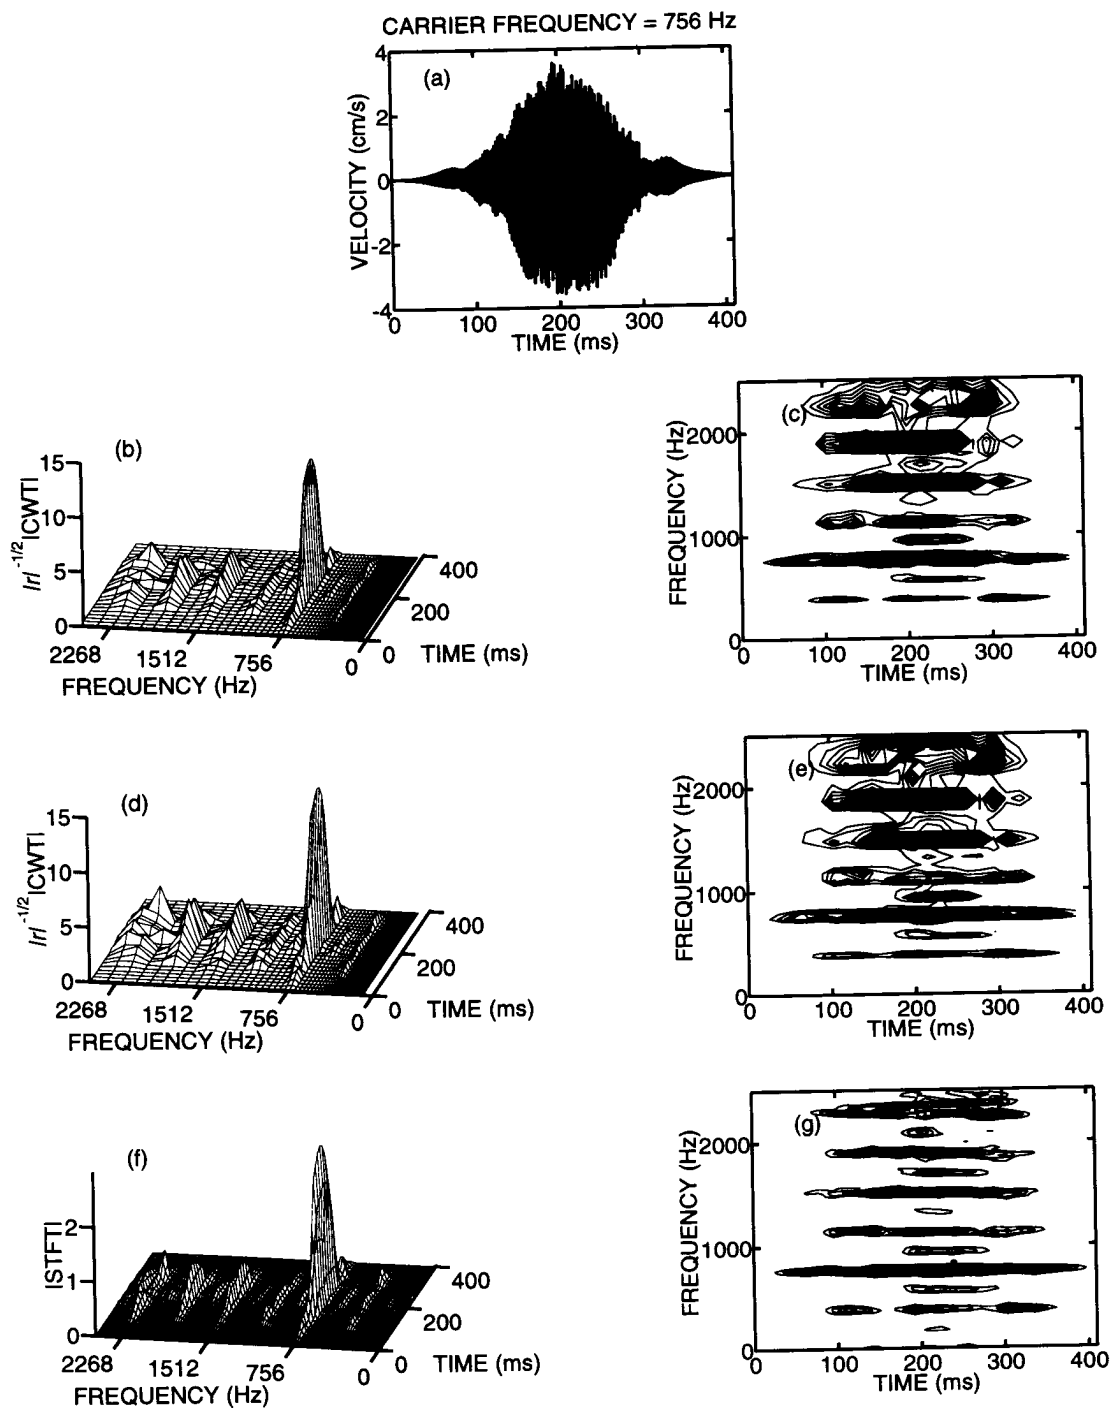 CARRIER FREQUENCY = 756 Hz
(a)
VELOCITY (cm/s)
4
2
0
-2
-4
0 100 200 300 400
TIME (ms)
(b)
|r|^-1/2 |CWT|
15
10
5
0
2268 1512 756 0
FREQUENCY (Hz)
0 200 400
TIME (ms)
(c)
FREQUENCY (Hz)
2000
1000
0
0 100 200 300 400
TIME (ms)
(d)
|r|^-1/2 |CWT|
15
10
5
0
2268 1512 756 0
FREQUENCY (Hz)
0 200 400
TIME (ms)
(e)
FREQUENCY (Hz)
2000
1000
0
0 100 200 300 400
TIME (ms)
(f)
|STFT|
2
1
0
2268 1512 756 0
FREQUENCY (Hz)
0 200 400
TIME (ms)
(g)
FREQUENCY (Hz)
2000
1000
0
0 100 200 300 400
TIME (ms)